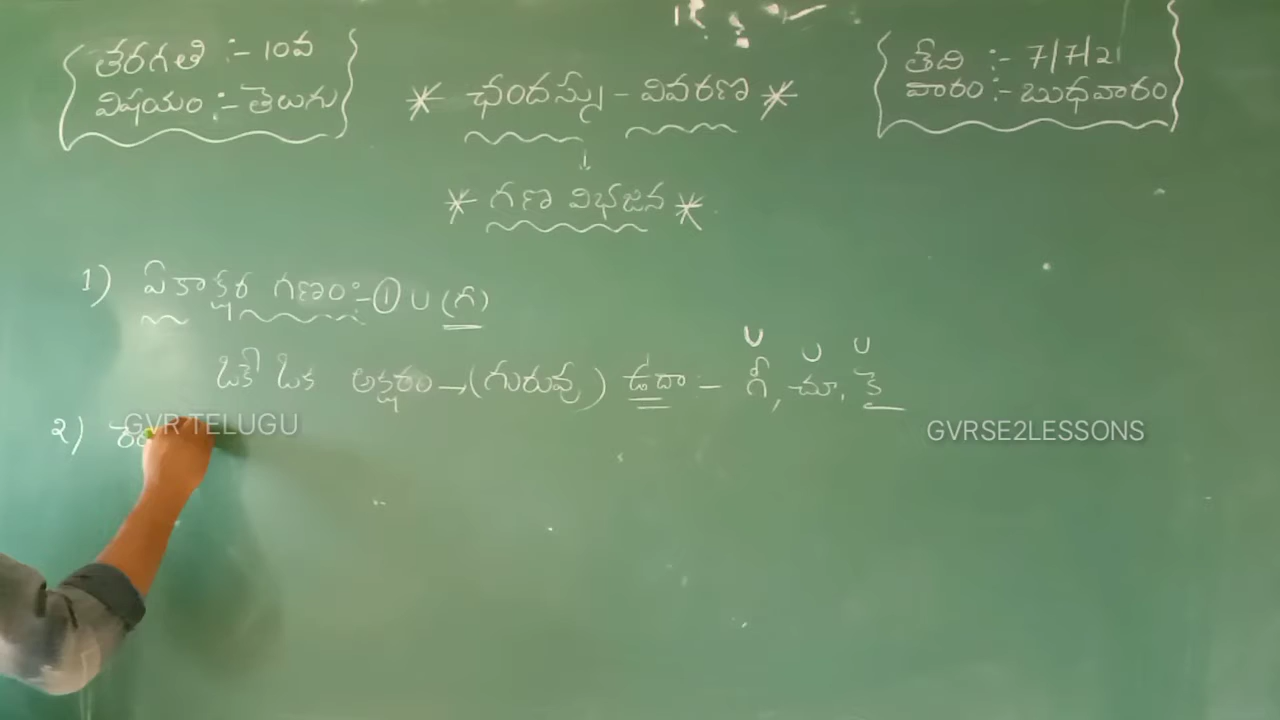 తరగతి :- 10వ
విషయం :- తెలుగు
* ఛందస్సు - వివరణ *
తేది :- 7/7/21
వారం:- బుధవారం
* గణ విభజన *
1) ఏకాక్షర గణం:- ① U (గ)
ఒకే ఒక అక్షరం→(గురువు) ఉదా - గీ, చూ, కై
U U U
2)
GVR TELUGU
GVRSE2LESSONS